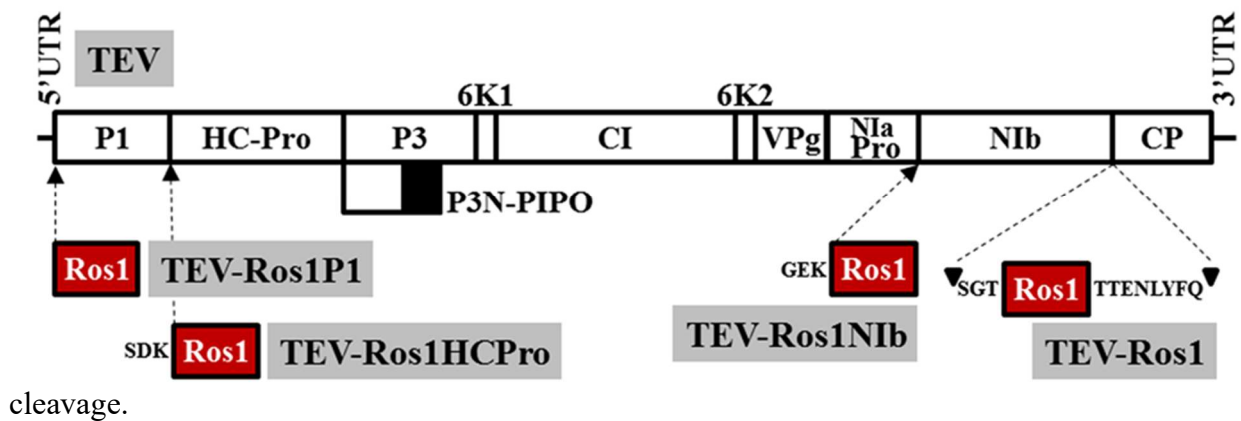 5'UTR
TEV
3'UTR
6K1
6K2
P1
HC-Pro
P3
CI
VPg
NIa
Pro
NIb
CP
P3N-PIPO
Ros1
TEV-Ros1P1
GEK Ros1
SGT Ros1 TTENLYFQ
TEV-Ros1NIb
TEV-Ros1
SDK Ros1
TEV-Ros1HCPro
cleavage.